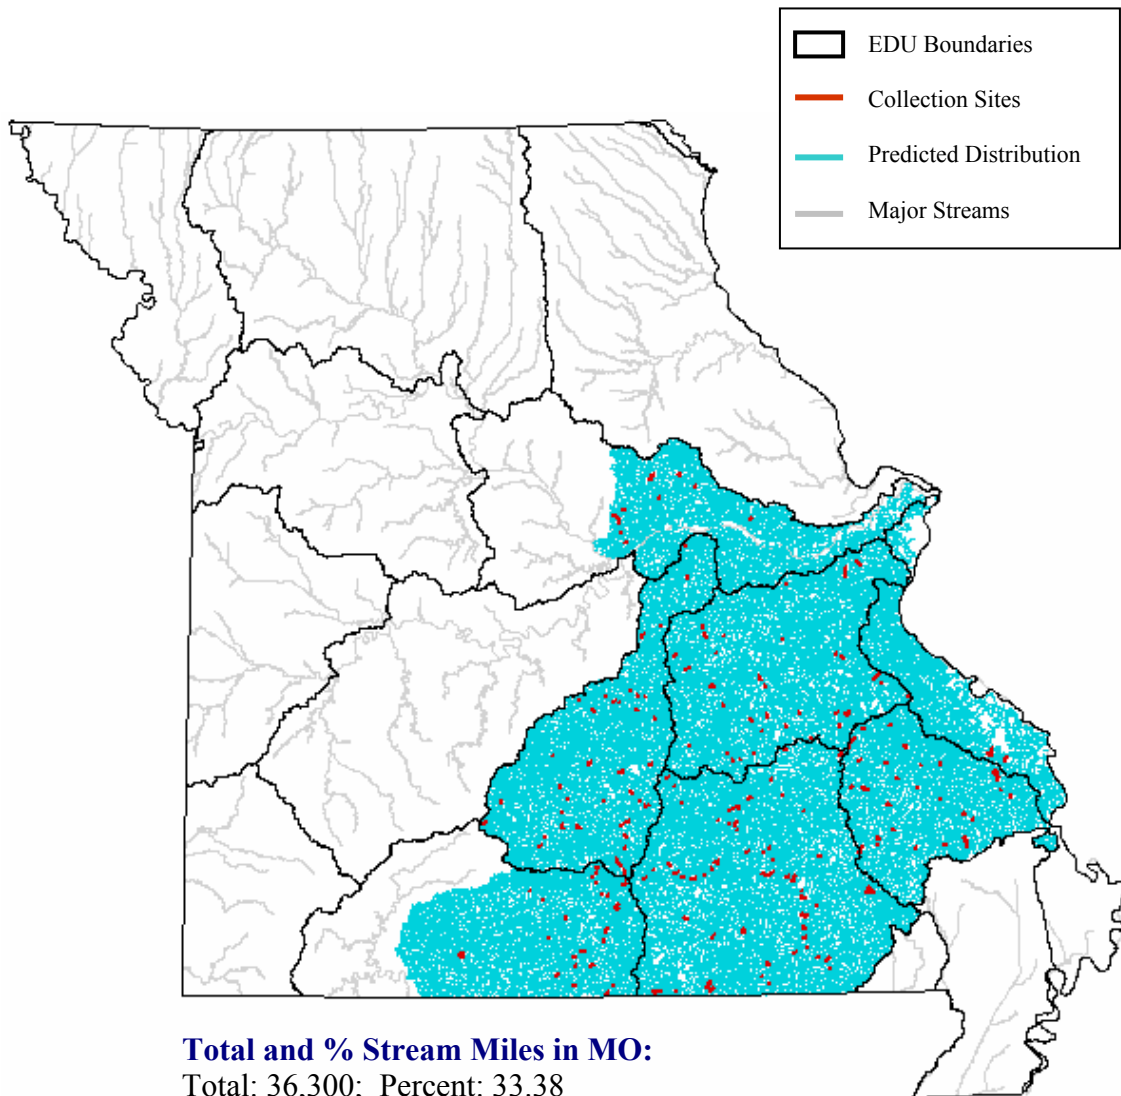 EDU Boundaries
Collection Sites
Predicted Distribution
Major Streams
Total and % Stream Miles in MO:
Total: 36,300; Percent: 33.38